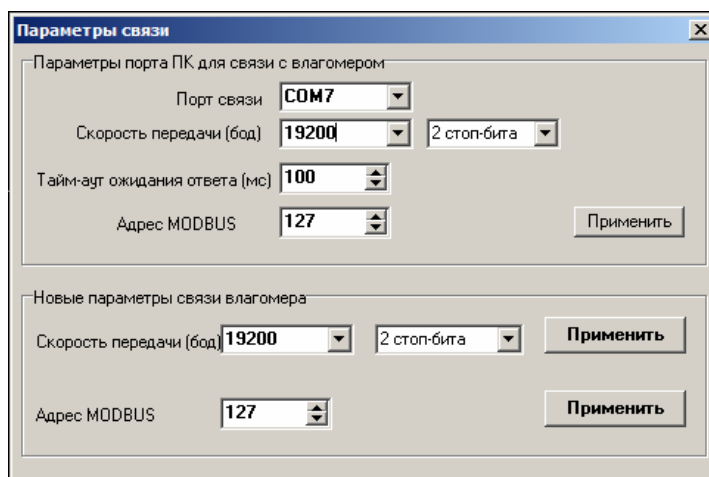 Параметры связи
Параметры порта ПК для связи с влагомером
Порт связи COM7
Скорость передачи (бод) 19200 2 стоп-бита
Тайм-аут ожидания ответа (мс) 100
Адрес MODBUS 127 Применить
Новые параметры связи влагомера
Скорость передачи (бод) 19200 2 стоп-бита Применить
Адрес MODBUS 127 Применить